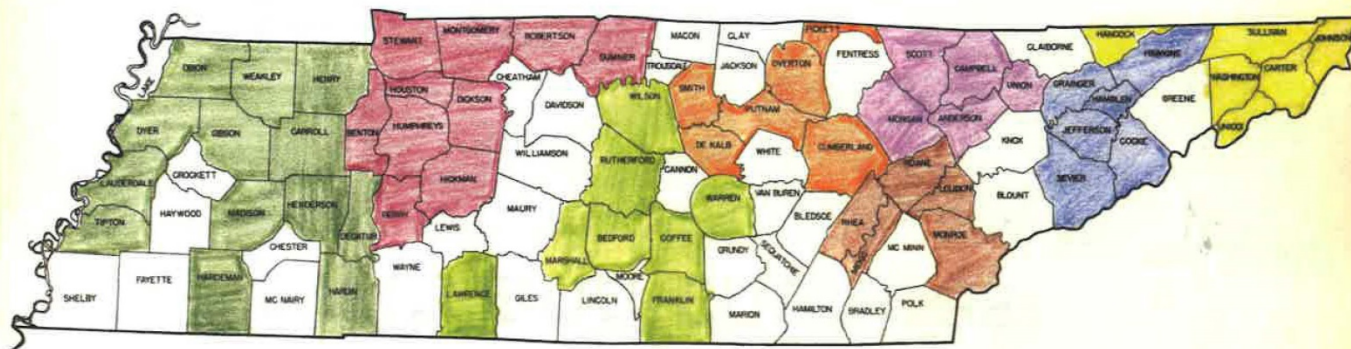 LAKE
OBION
WEAKLEY
HENRY
STEWART
MONTGOMERY
ROBERTSON
SUMNER
MACON
CLAY
PICKETT
FENTRESS
SCOTT
CAMPBELL
CLAIBORNE
HANCOCK
HAWKINS
SULLIVAN
JOHNSON
DYER
GIBSON
CARROLL
BENTON
HOUSTON
HUMPHREYS
DICKSON
CHEATHAM
DAVIDSON
WILSON
TROUSDALE
JACKSON
OVERTON
SMITH
PUTNAM
MORGAN
ANDERSON
UNION
GRAINGER
HAMBLEN
GREENE
WASHINGTON
CARTER
UNICOI
LAUDERDALE
CROCKETT
TIPTON
HAYWOOD
MADISON
HENDERSON
DECATUR
PERRY
HICKMAN
WILLIAMSON
RUTHERFORD
CANNON
DE KALB
WHITE
CUMBERLAND
ROANE
LOUDON
KNOX
JEFFERSON
COCKE
SEVIER
BLOUNT
SHELBY
FAYETTE
HARDEMAN
CHESTER
MC NAIRY
HARDIN
WAYNE
LEWIS
MAURY
LAWRENCE
GILES
MARSHALL
BEDFORD
MOORE
LINCOLN
COFFEE
FRANKLIN
WARREN
VAN BUREN
GRUNDY
SEQUATCHIE
BLEDSOE
MARION
HAMILTON
RHEA
MEIGS
MC MINN
MONROE
BRADLEY
POLK